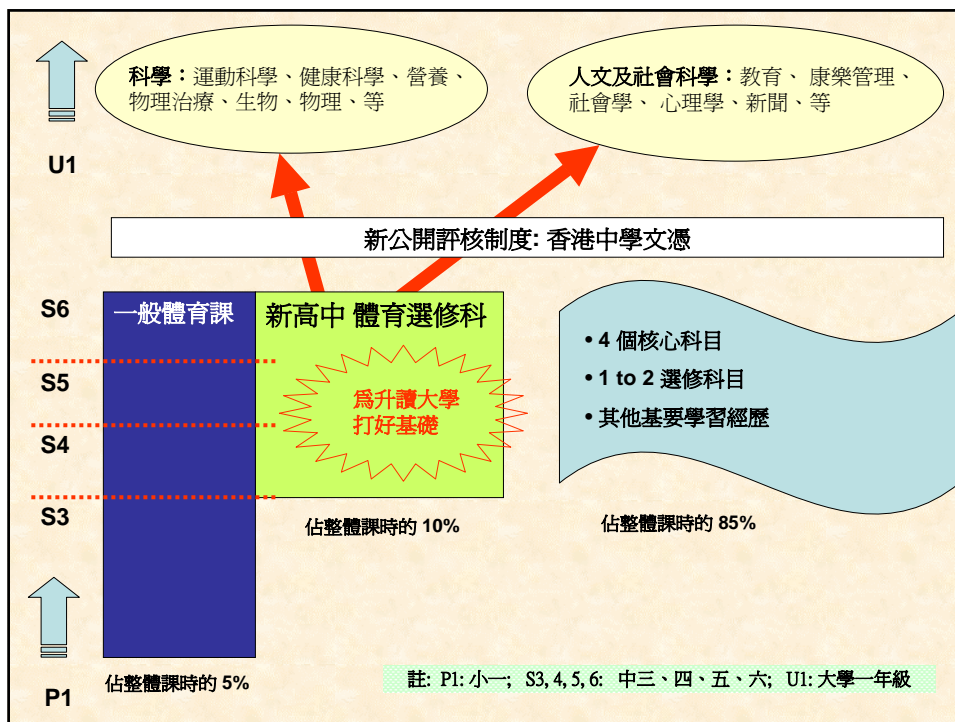 科學：運動科學、健康科學、營養、
物理治療、生物、物理、等
人文及社會科學：教育、 康樂管理、
社會學、 心理學、新聞、等
U1
新公開評核制度: 香港中學文憑
S6
一般體育課
新高中 體育選修科
• 4 個核心科目
• 1 to 2 選修科目
• 其他基要學習經歷
S5
為升讀大學
打好基礎
S4
S3
佔整體課時的 10%
佔整體課時的 85%
佔整體課時的 5%
P1
註: P1: 小一; S3, 4, 5, 6: 中三、四、五、六; U1: 大學一年級